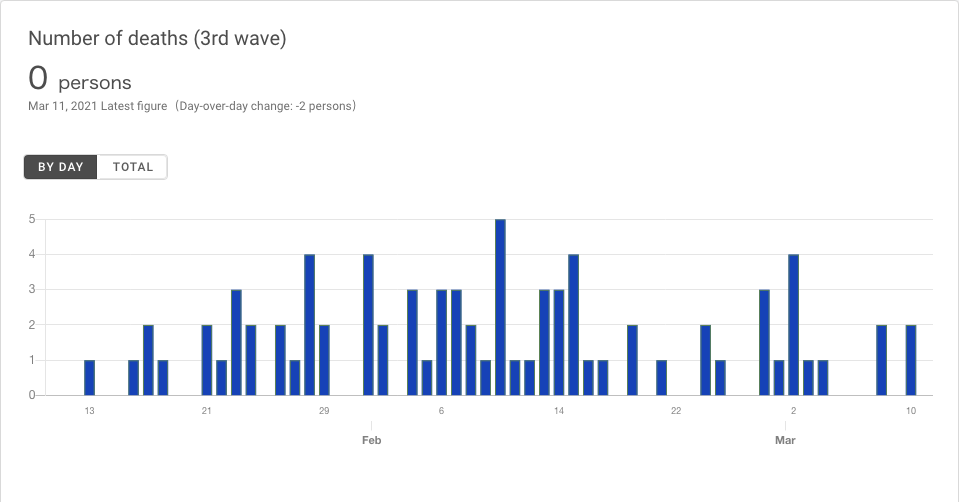 Number of deaths (3rd wave)
0 persons
Mar 11, 2021 Latest figure (Day-over-day change: -2 persons)
BY DAY TOTAL
5
4
3
2
1
0
13 21 29 6 14 22 2 10
Feb Mar